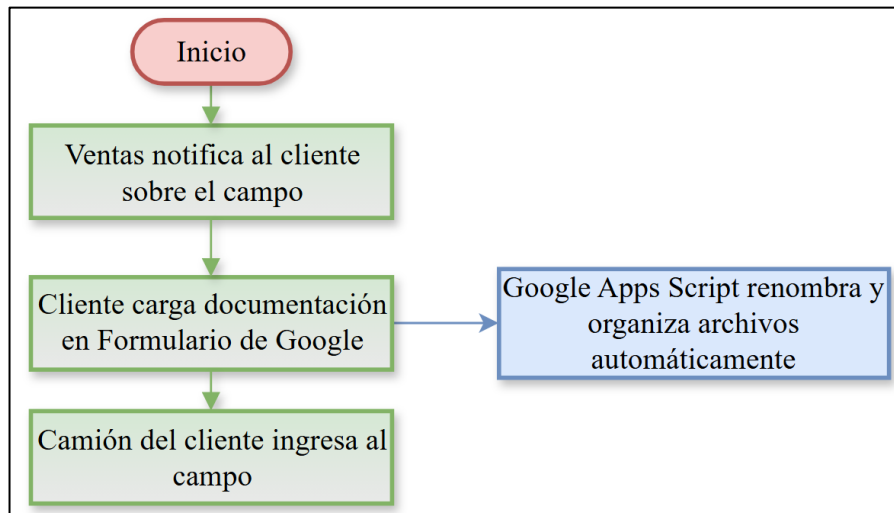 Inicio
Ventas notifica al cliente
sobre el campo
Cliente carga documentación
en Formulario de Google
Google Apps Script renombra y
organiza archivos
automáticamente
Camión del cliente ingresa al
campo